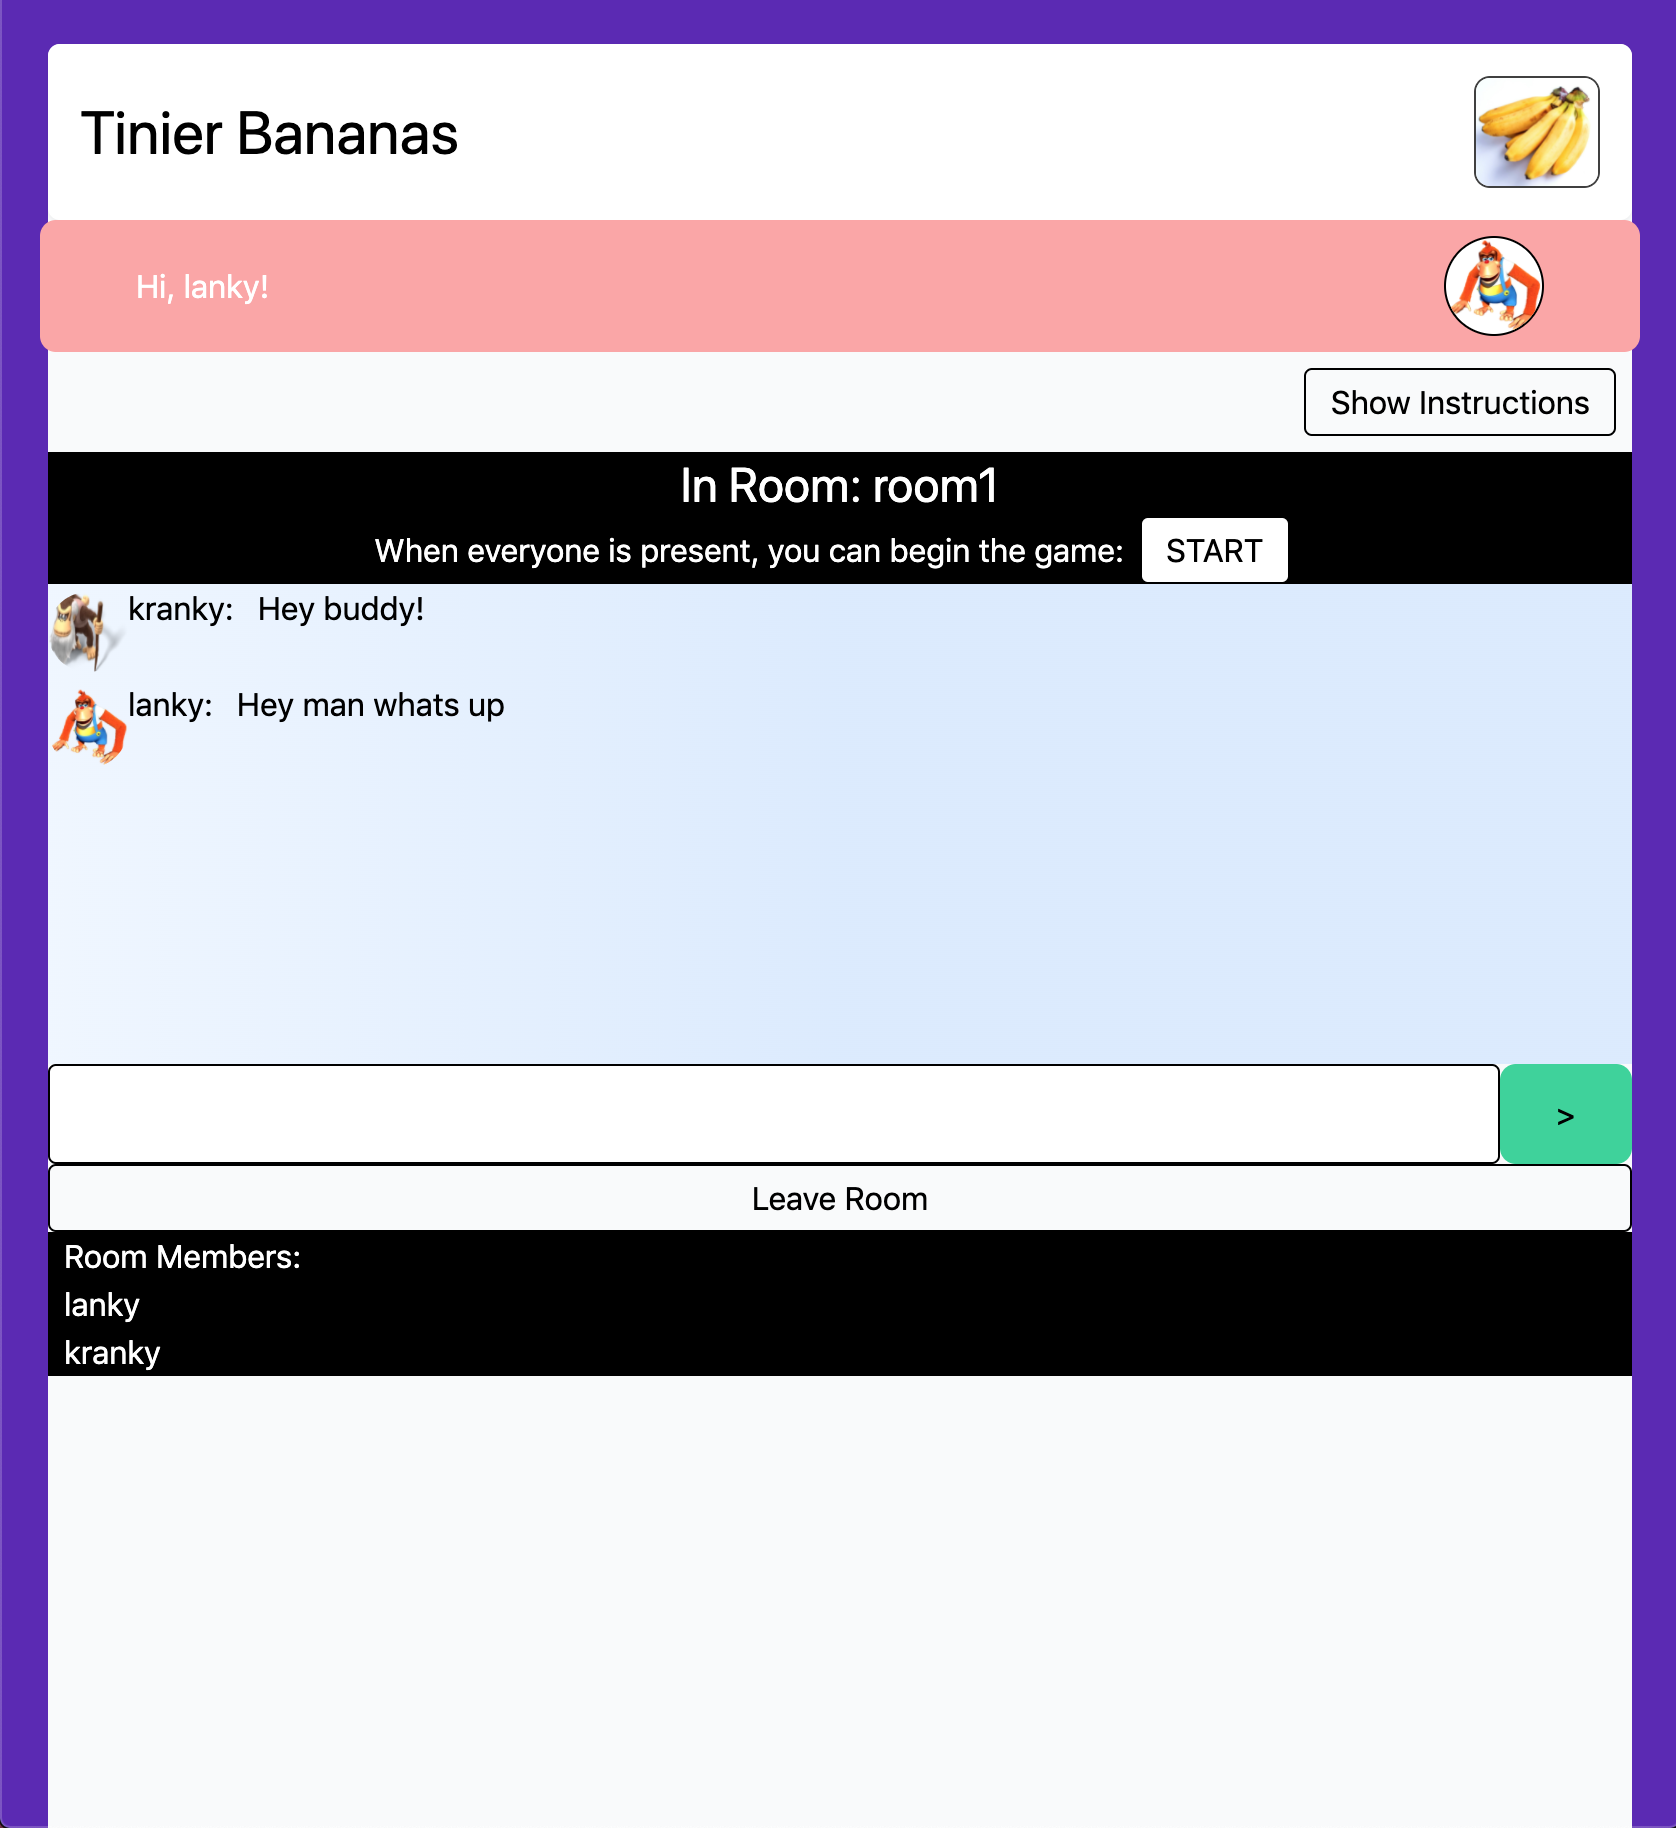 Tinier Bananas
Hi, lanky!
Show Instructions
In Room: room1
When everyone is present, you can begin the game: START
kranky: Hey buddy!
lanky: Hey man whats up
>
Leave Room
Room Members:
lanky
kranky